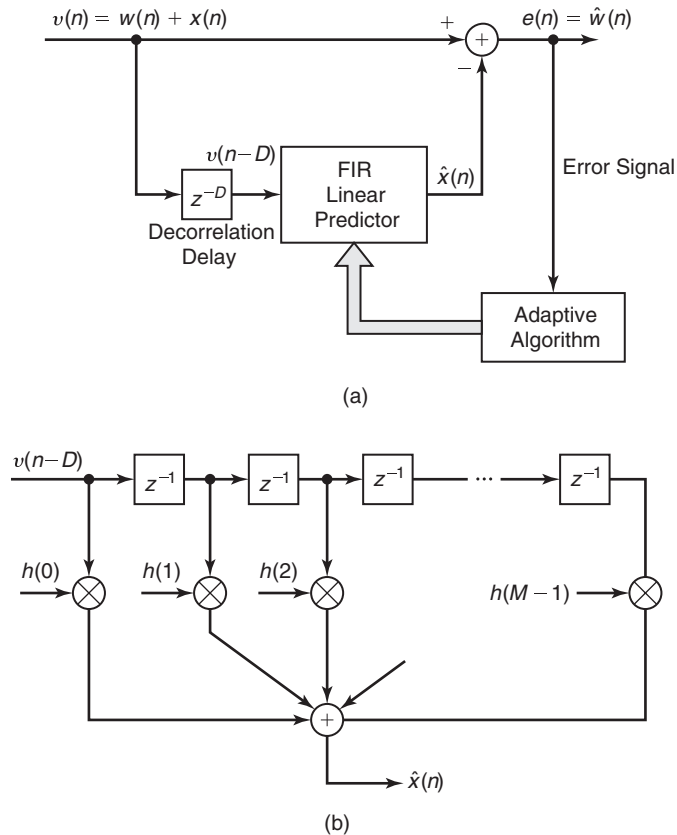 v(n) = w(n) + x(n)
+
+
e(n) = ŵ(n)
−
v(n−D)
z⁻ᴰ
Decorrelation
Delay
FIR
Linear
Predictor
x̂(n)
Error Signal
Adaptive
Algorithm
(a)
v(n−D)
z⁻¹
z⁻¹
z⁻¹
...
z⁻¹
h(0)
h(1)
h(2)
h(M − 1)
+
x̂(n)
(b)